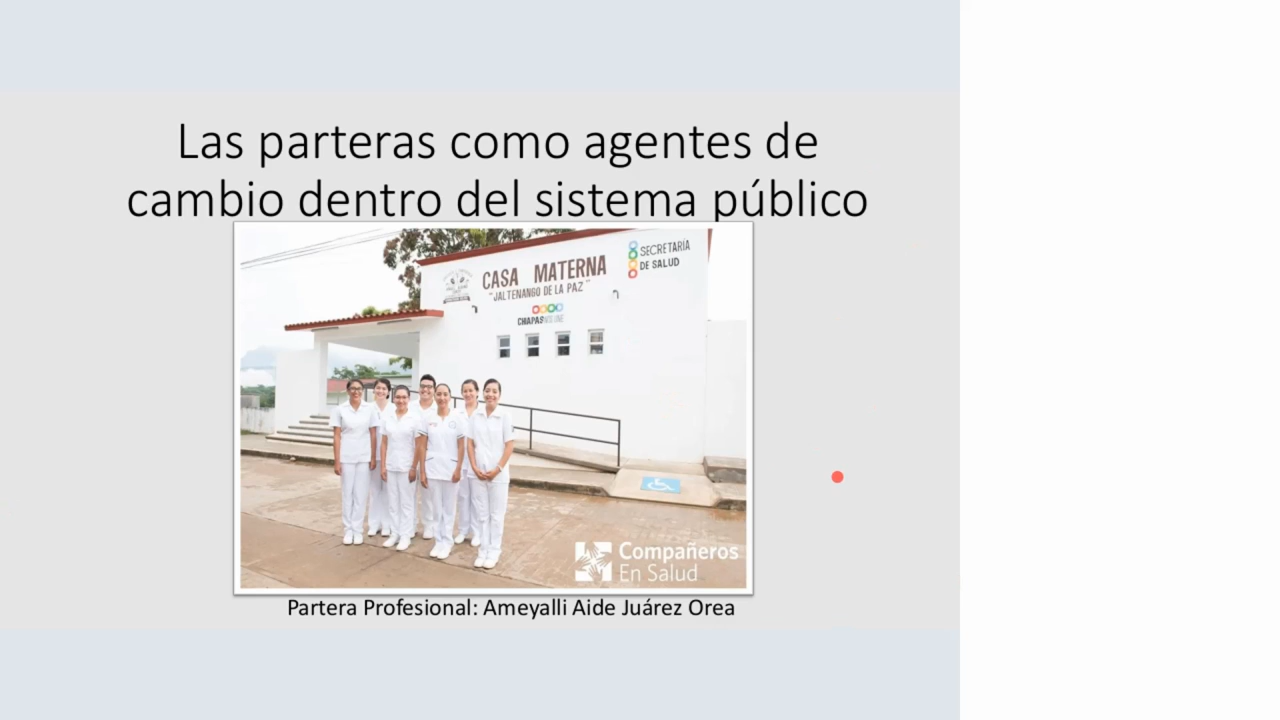 Las parteras como agentes de
cambio dentro del sistema público
SECRETARÍA
DE SALUD
CASA MATERNA
"JALTENANGO DE LA PAZ"
CHIAPAS
Compañeros
En Salud
Partera Profesional: Ameyalli Aide Juárez Orea